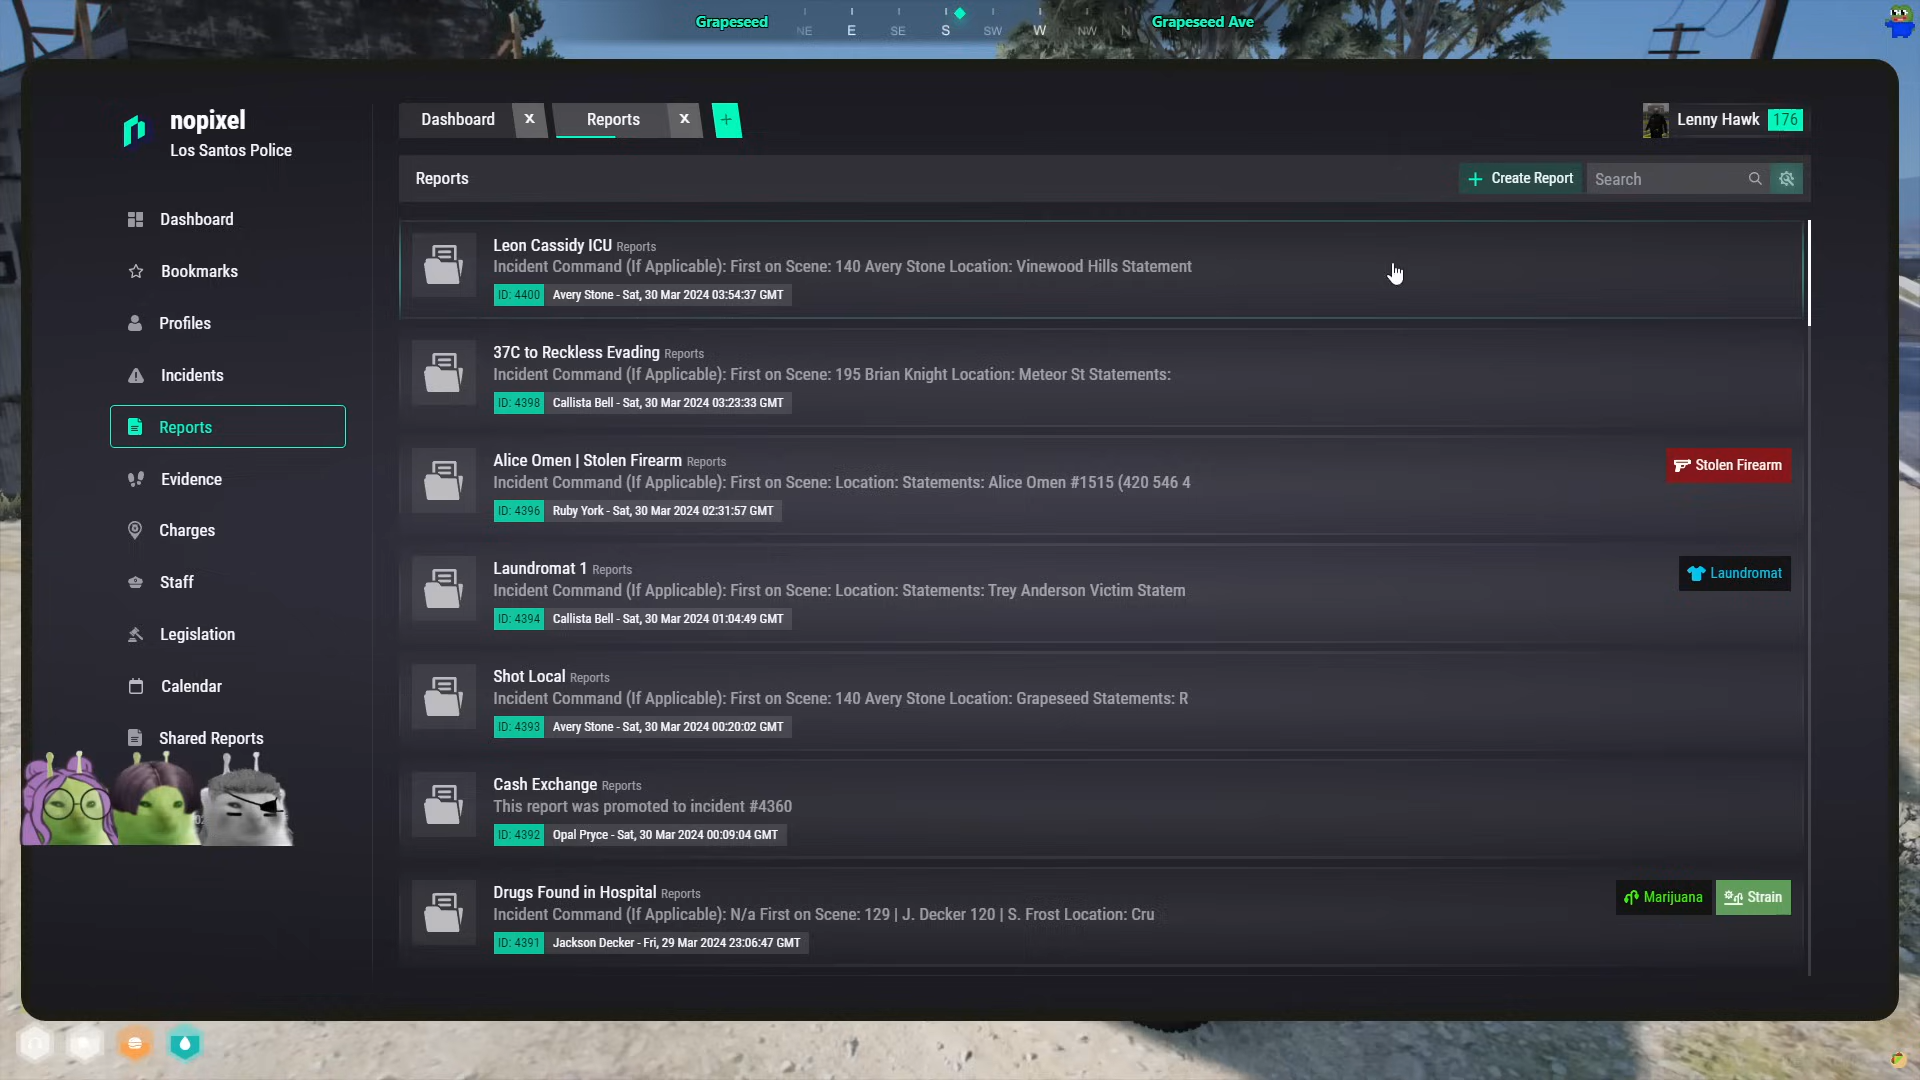 Grapeseed
NE E SE S SW W NW N
Grapeseed Ave
nopixel
Los Santos Police
Dashboard x
Reports x
+
Lenny Hawk 176
Reports
+ Create Report
Search
Dashboard
Bookmarks
Profiles
Incidents
Reports
Evidence
Charges
Staff
Legislation
Calendar
Shared Reports
Leon Cassidy ICU Reports
Incident Command (If Applicable): First on Scene: 140 Avery Stone Location: Vinewood Hills Statement
ID: 4400 Avery Stone - Sat, 30 Mar 2024 03:54:37 GMT
37C to Reckless Evading Reports
Incident Command (If Applicable): First on Scene: 195 Brian Knight Location: Meteor St Statements:
ID: 4398 Callista Bell - Sat, 30 Mar 2024 03:23:33 GMT
Alice Omen | Stolen Firearm Reports
Incident Command (If Applicable): First on Scene: Location: Statements: Alice Omen #1515 (420 546 4
ID: 4396 Ruby York - Sat, 30 Mar 2024 02:31:57 GMT
Stolen Firearm
Laundromat 1 Reports
Incident Command (If Applicable): First on Scene: Location: Statements: Trey Anderson Victim Statem
ID: 4394 Callista Bell - Sat, 30 Mar 2024 01:04:49 GMT
Laundromat
Shot Local Reports
Incident Command (If Applicable): First on Scene: 140 Avery Stone Location: Grapeseed Statements: R
ID: 4393 Avery Stone - Sat, 30 Mar 2024 00:20:02 GMT
Cash Exchange Reports
This report was promoted to incident #4360
ID: 4392 Opal Pryce - Sat, 30 Mar 2024 00:09:04 GMT
Drugs Found in Hospital Reports
Incident Command (If Applicable): N/a First on Scene: 129 | J. Decker 120 | S. Frost Location: Cru
ID: 4391 Jackson Decker - Fri, 29 Mar 2024 23:06:47 GMT
Marijuana
Strain